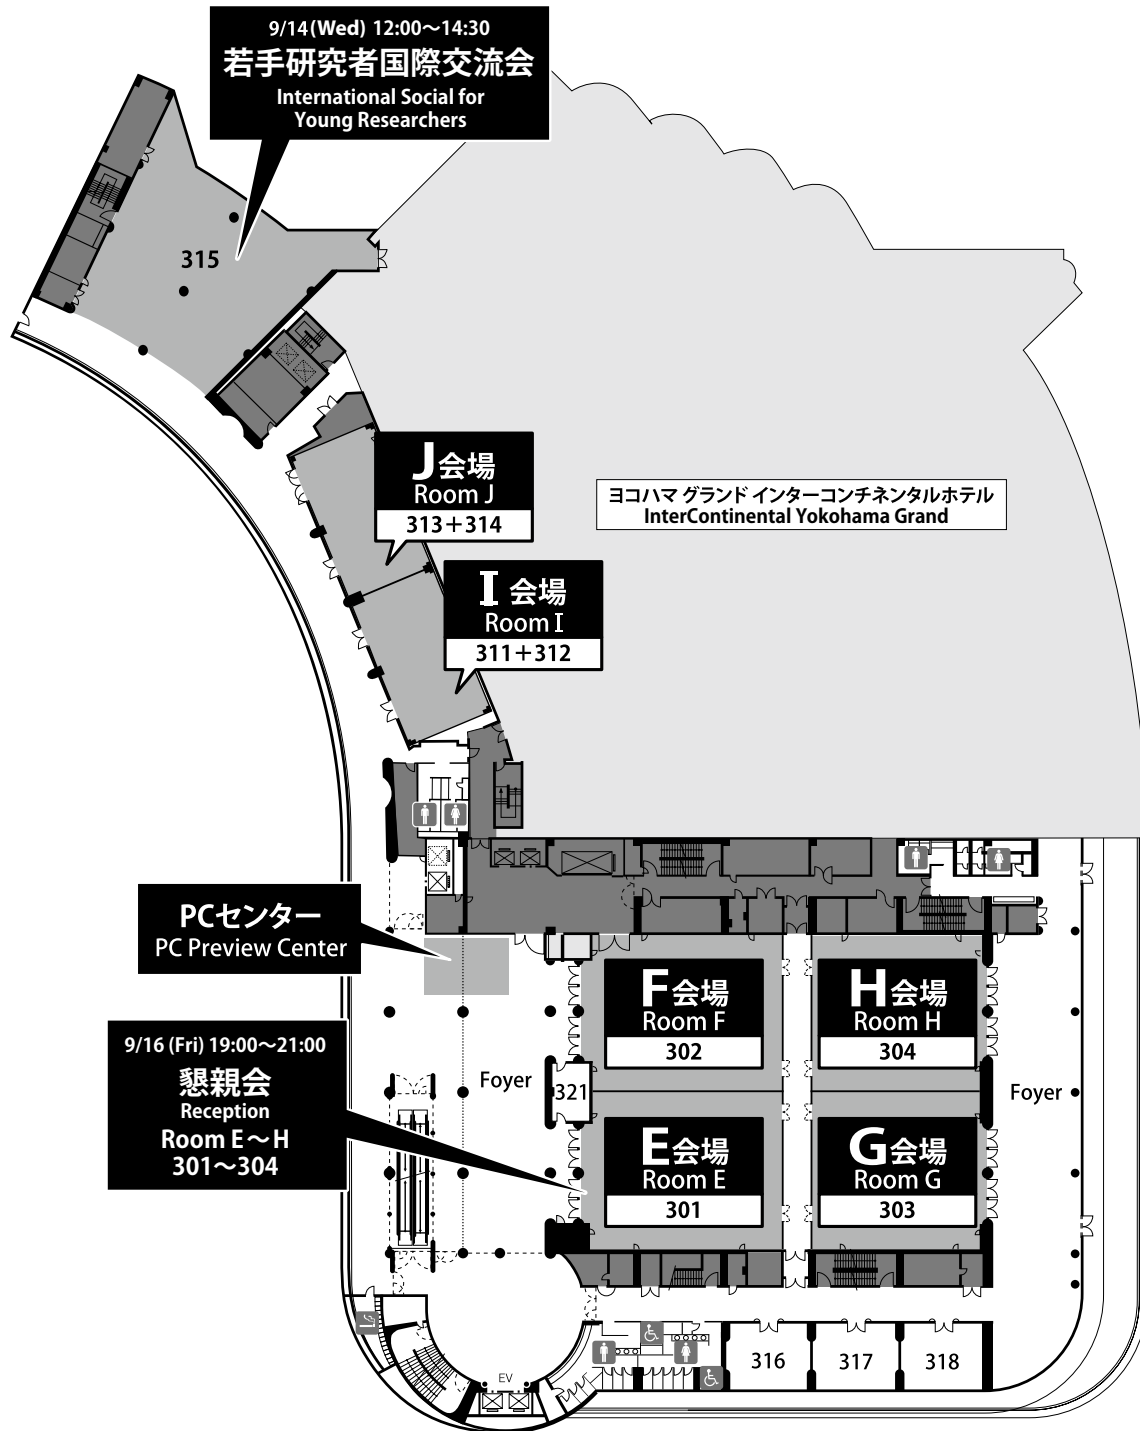 9/14(Wed) 12:00〜14:30
若手研究者国際交流会
International Social for
Young Researchers
315
J会場
Room J
313＋314
ヨコハマ グランド インターコンチネンタルホテル
InterContinental Yokohama Grand
I 会場
Room I
311＋312
PCセンター
PC Preview Center
F会場
Room F
302
H会場
Room H
304
9/16 (Fri) 19:00〜21:00
懇親会
Reception
Room E〜H
301〜304
Foyer
321
Foyer
E会場
Room E
301
G会場
Room G
303
316
317
318
EV